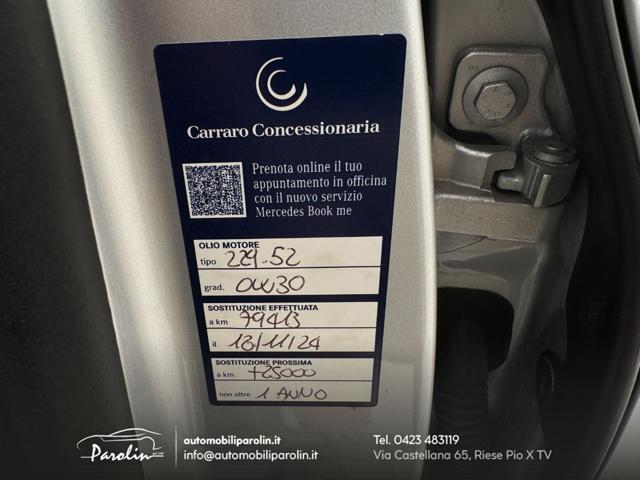 Carraro Concessionaria
Prenota online il tuo
appuntamento in officina
con il nuovo servizio
Mercedes Book me
OLIO MOTORE
tipo 229.52
grad. 0W30
SOSTITUZIONE EFFETTUATA
a km 79413
il 18/11/24
SOSTITUZIONE PROSSIMA
a km +25000
non oltre 1 ANNO
Parolin
automobiliparolin.it
info@automobiliparolin.it
Tel. 0423 483119
Via Castellana 65, Riese Pio X TV